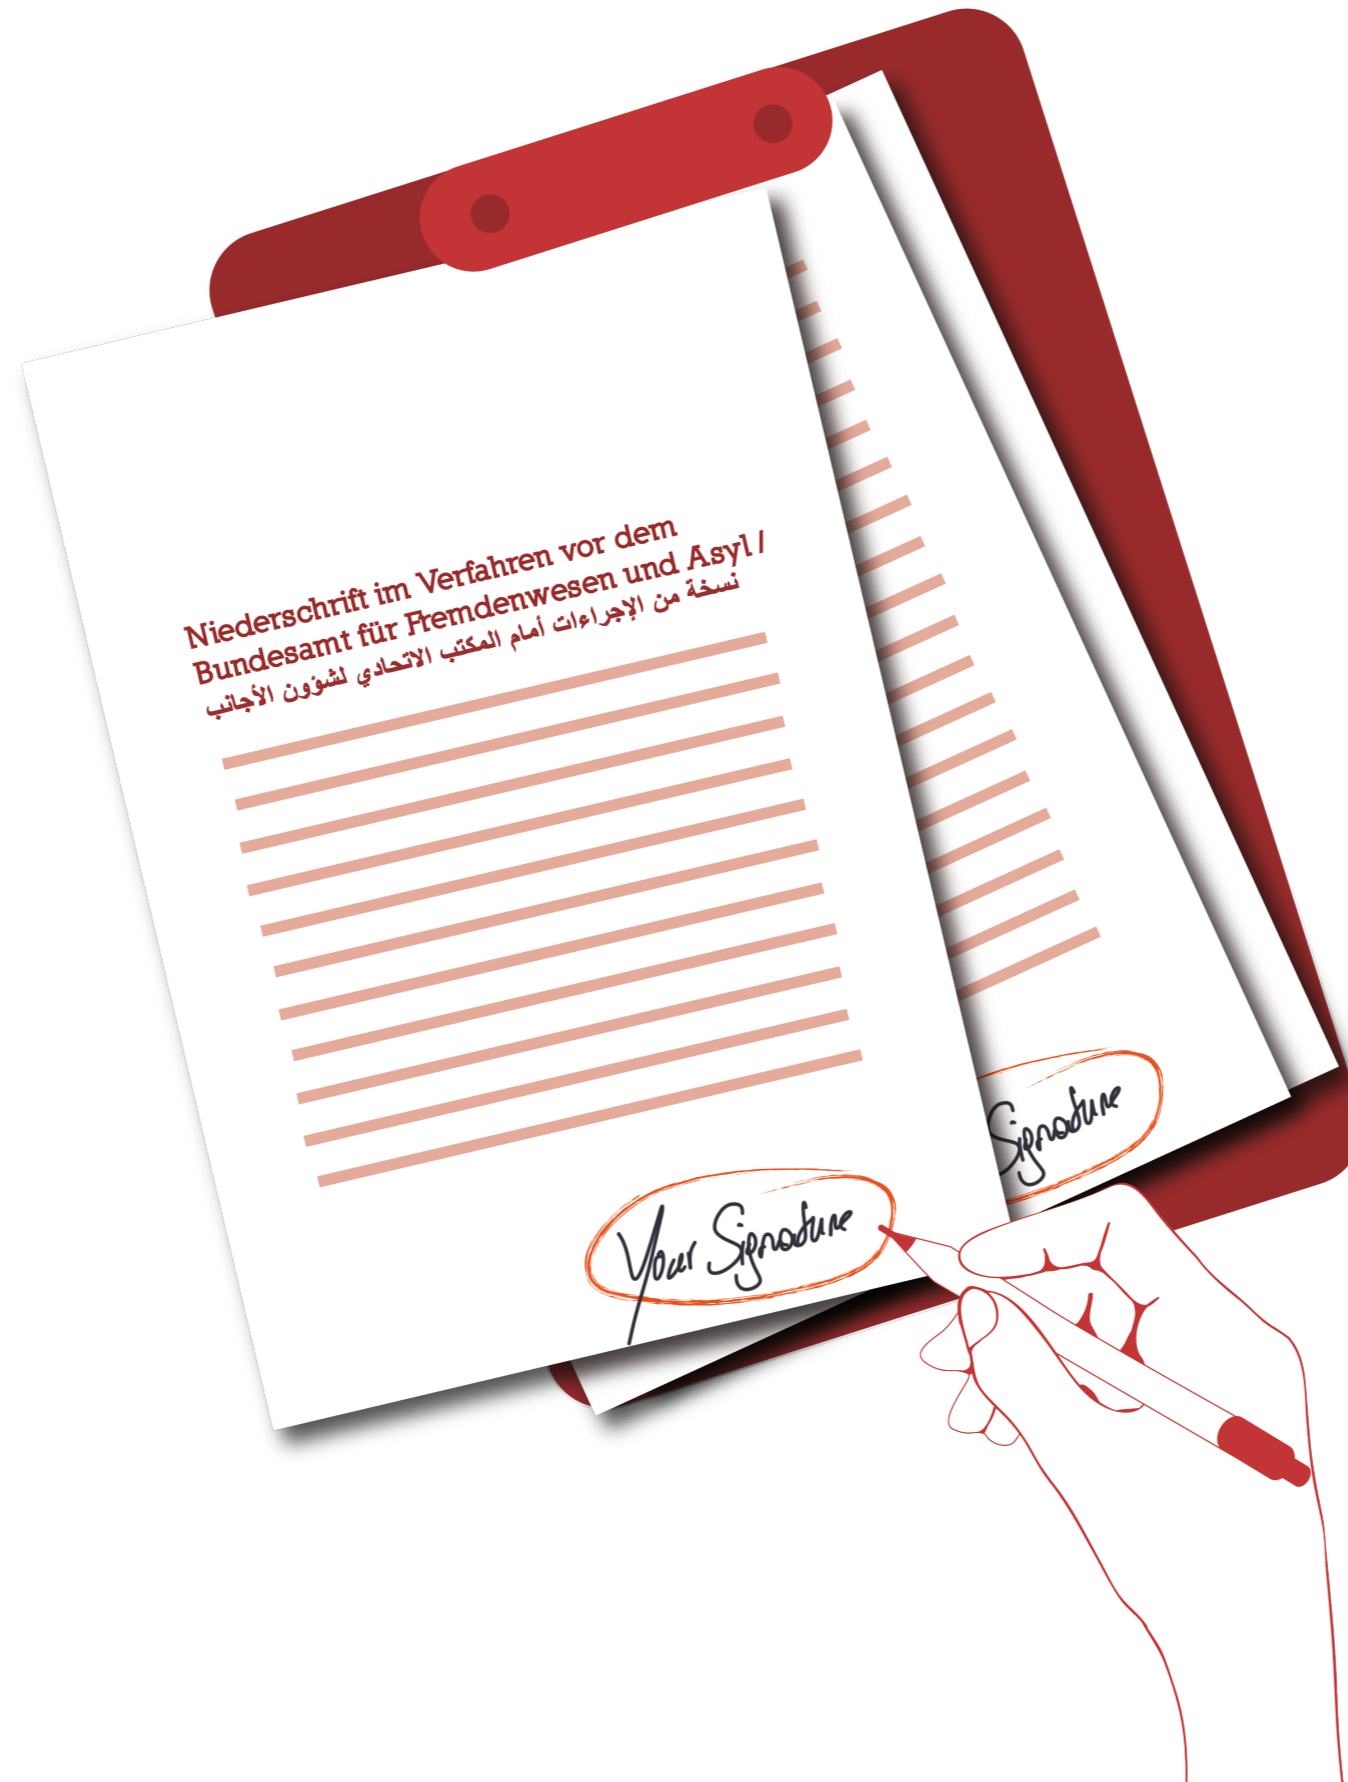 Niederschrift im Verfahren vor dem
Bundesamt für Fremdenwesen und Asyl /
نسخة من الإجراءات أمام المكتب الاتحادي لشؤون الأجانب
Your Signature
Signature